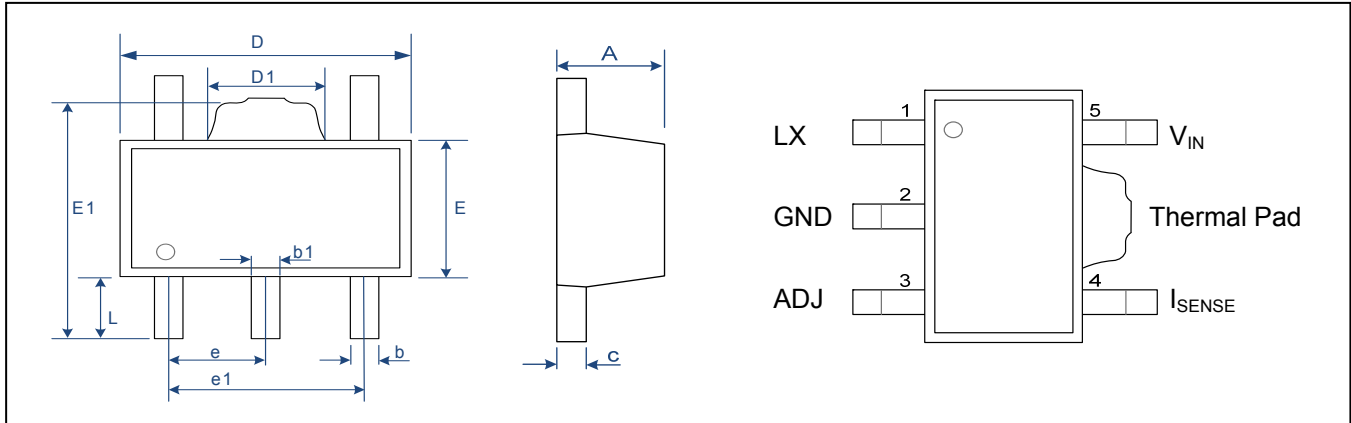 D
D1
E1
E
b1
L
e
b
e1
A
c
LX
1
5
VIN
GND
2
Thermal Pad
ADJ
3
4
ISENSE